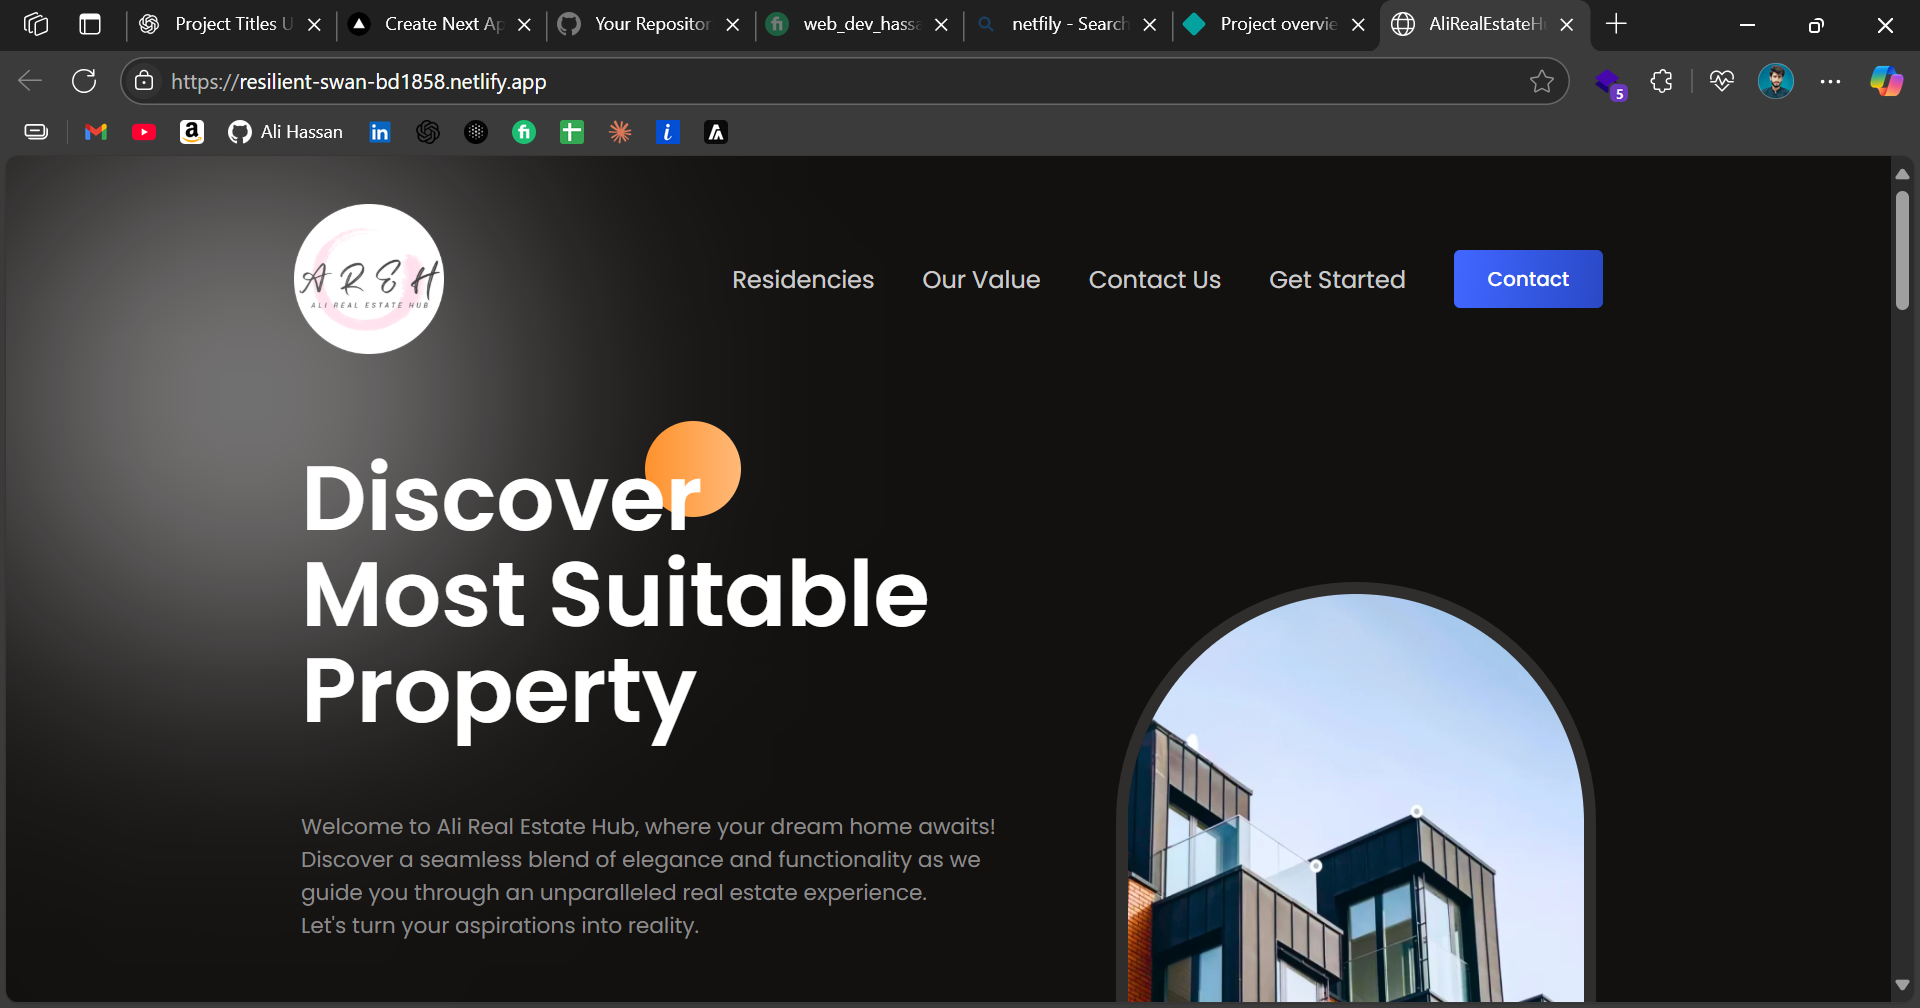 Project Titles U
Create Next Ap
Your Repositor
web_dev_hassa
netfily - Search
Project overvie
AliRealEstateH
https://resilient-swan-bd1858.netlify.app
5
Ali Hassan
A R E H
ALI REAL ESTATE HUB
Residencies
Our Value
Contact Us
Get Started
Contact
Discover
Most Suitable
Property
Welcome to Ali Real Estate Hub, where your dream home awaits!
Discover a seamless blend of elegance and functionality as we
guide you through an unparalleled real estate experience.
Let's turn your aspirations into reality.